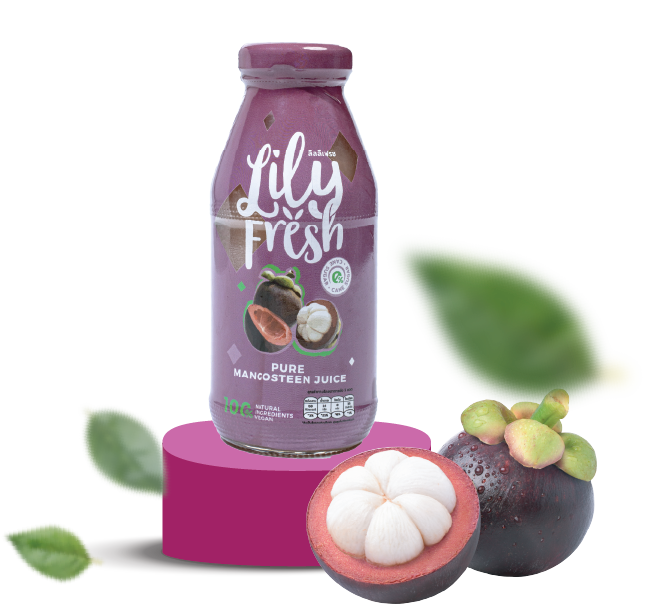 ลิลลี่เฟรช
Lily
Fresh
PURE
MANGOSTEEN JUICE
100
NATURAL
INGREDIENTS
VEGAN